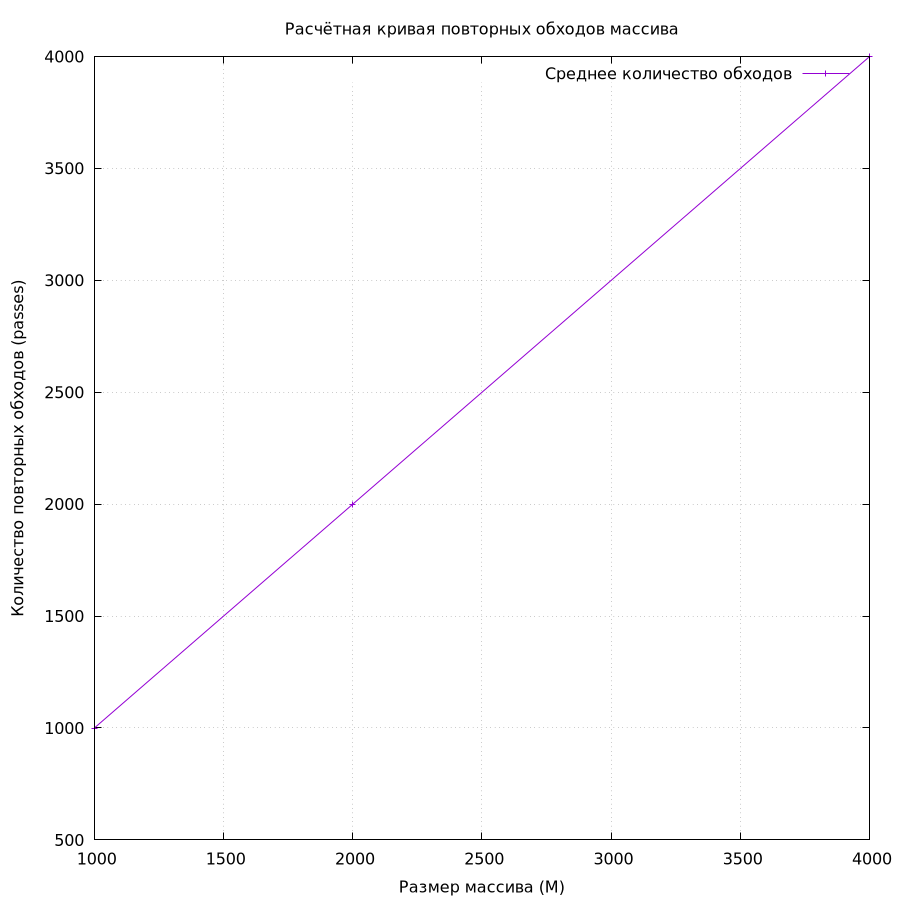 Расчётная кривая повторных обходов массива
Среднее количество обходов
4000
3500
3000
2500
2000
1500
1000
500
1000 1500 2000 2500 3000 3500 4000
Количество повторных обходов (passes)
Размер массива (M)